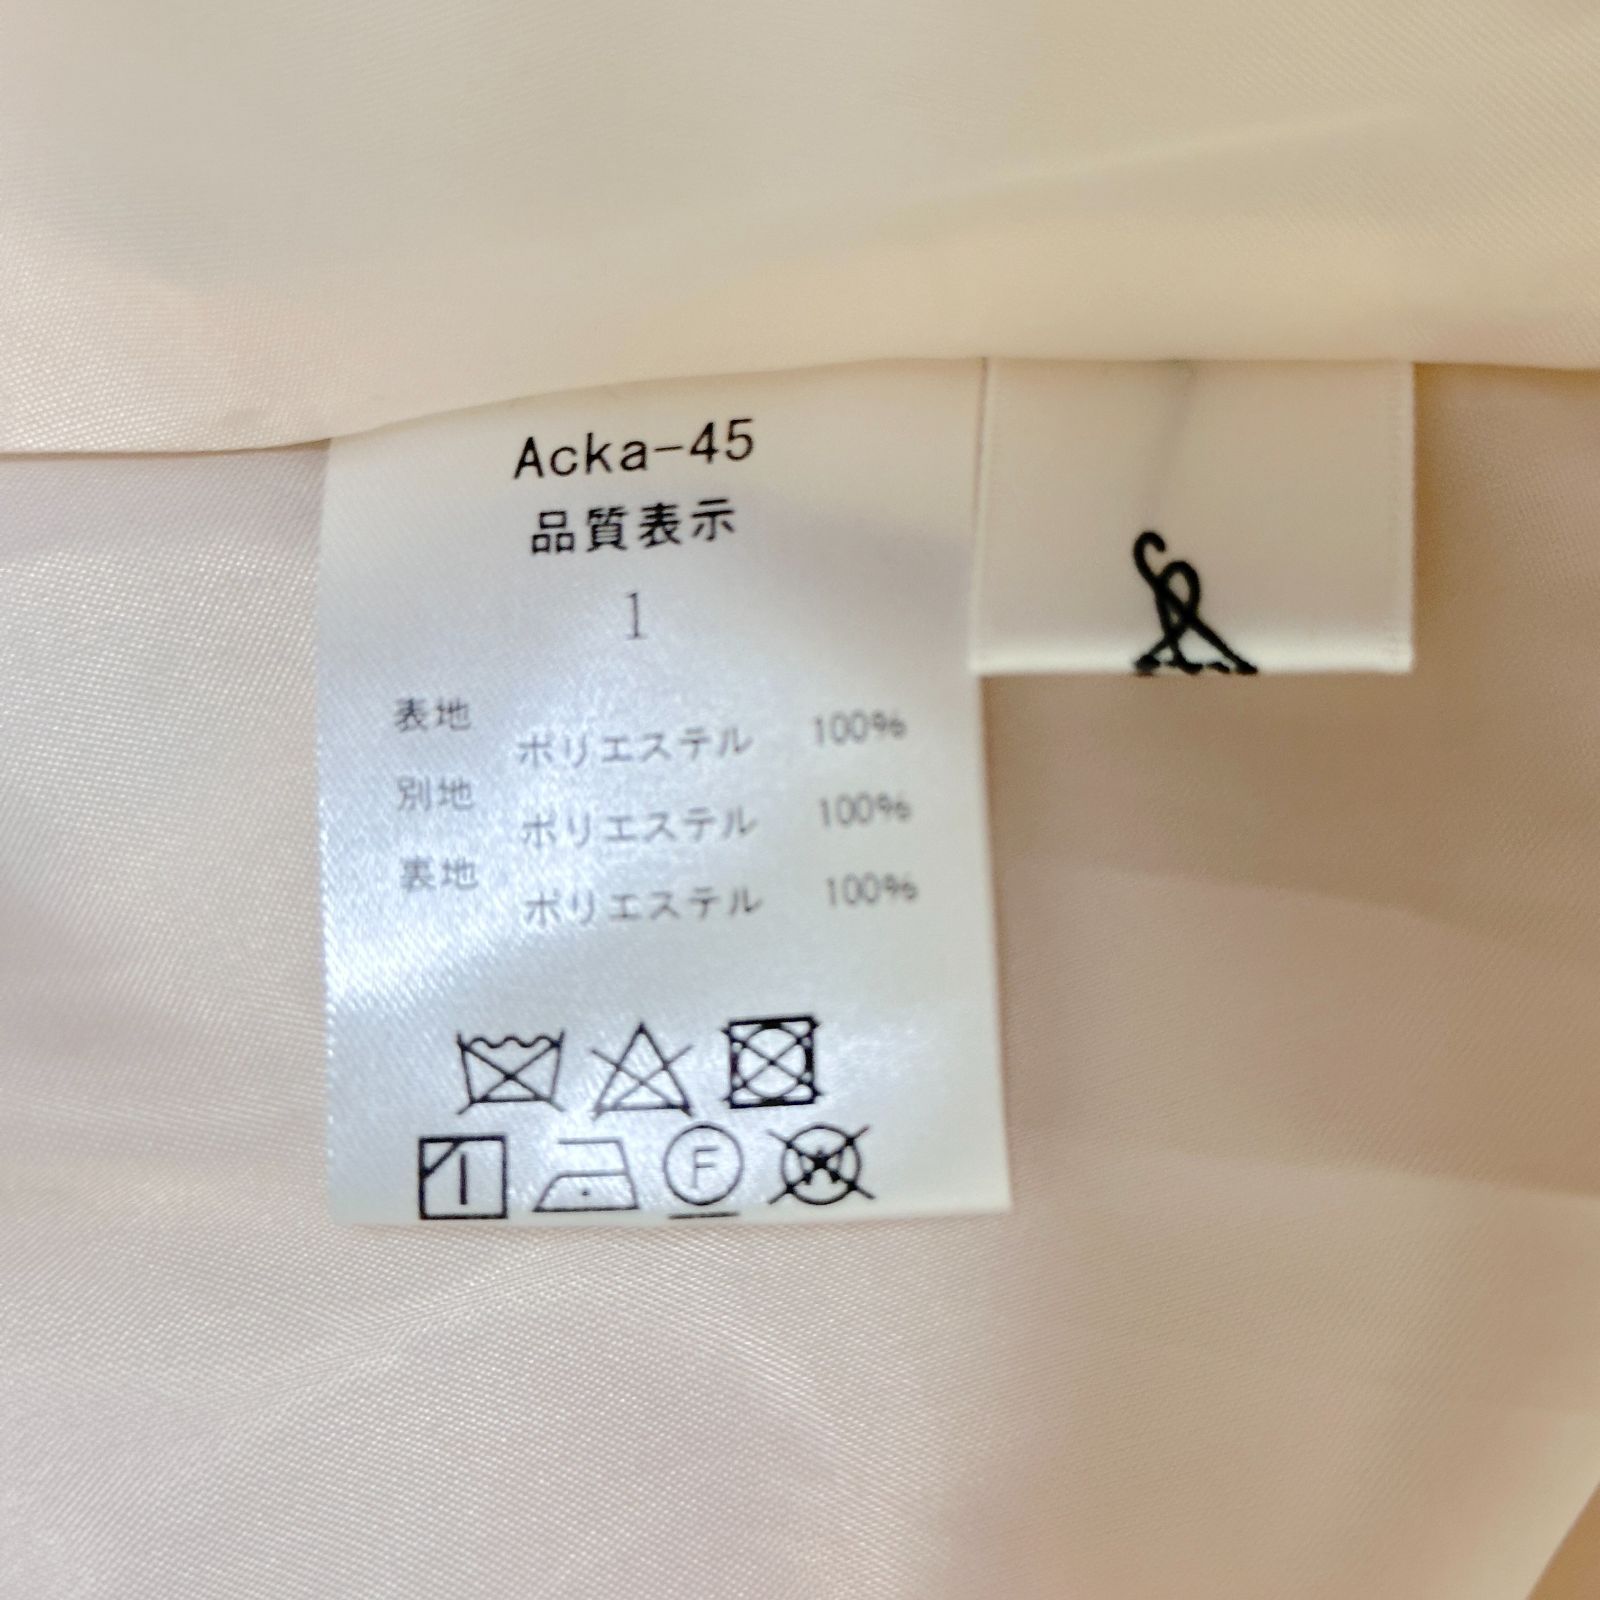 Acka-45
品質表示
1
表地
ポリエステル 100%
別地
ポリエステル 100%
裏地
ポリエステル 100%
F
W